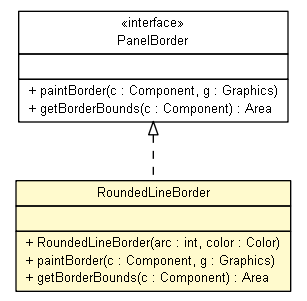 «interface»
PanelBorder
+ paintBorder(c : Component, g : Graphics)
+ getBorderBounds(c : Component) : Area
RoundedLineBorder
+ RoundedLineBorder(arc : int, color : Color)
+ paintBorder(c : Component, g : Graphics)
+ getBorderBounds(c : Component) : Area